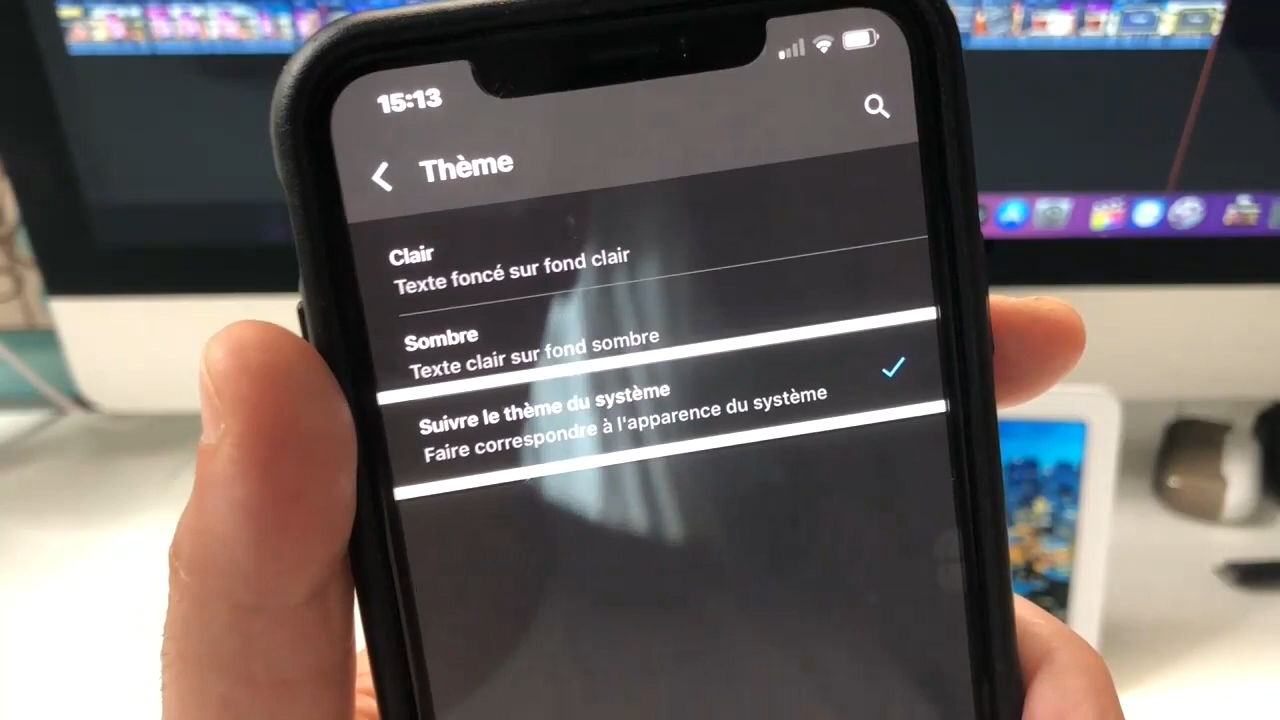 15:13
Thème
Clair
Texte foncé sur fond clair
Sombre
Texte clair sur fond sombre
Suivre le thème du système
Faire correspondre à l'apparence du système